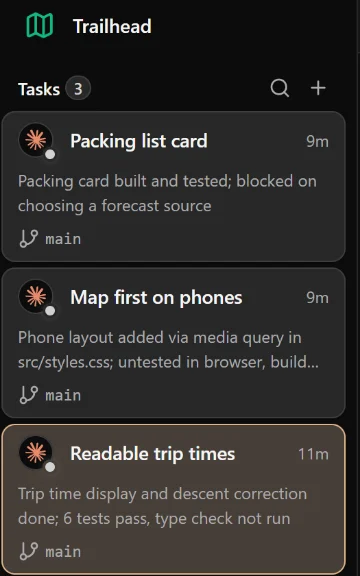 Trailhead
Tasks 3
Packing list card 9m
Packing card built and tested; blocked on
choosing a forecast source
main
Map first on phones 9m
Phone layout added via media query in
src/styles.css; untested in browser, build...
main
Readable trip times 11m
Trip time display and descent correction
done; 6 tests pass, type check not run
main